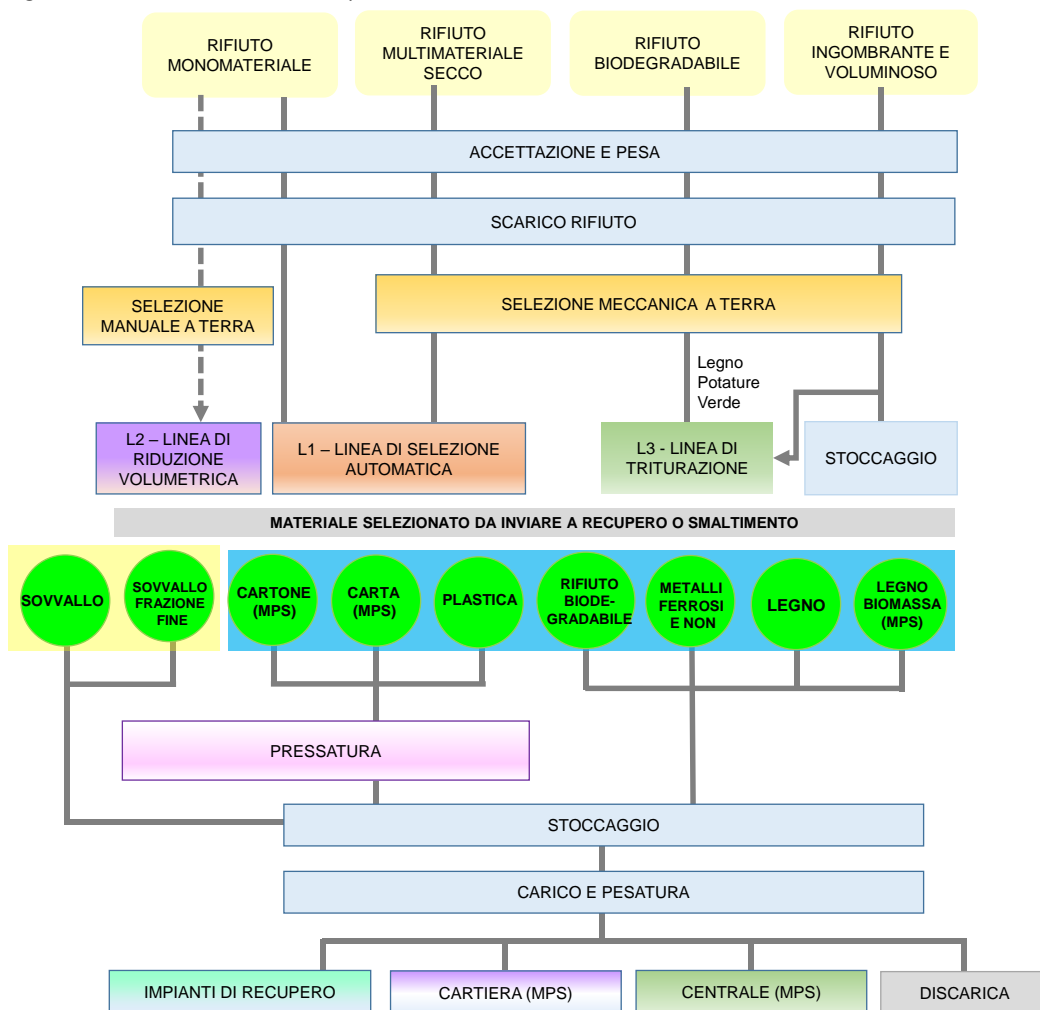 RIFIUTO
MONOMATERIALE
RIFIUTO
MULTIMATERIALE
SECCO
RIFIUTO
BIODEGRADABILE
RIFIUTO
INGOMBRANTE E
VOLUMINOSO
ACCETTAZIONE E PESA
SCARICO RIFIUTO
SELEZIONE
MANUALE A TERRA
SELEZIONE MECCANICA A TERRA
Legno
Potature
Verde
L2 – LINEA DI
RIDUZIONE
VOLUMETRICA
L1 – LINEA DI SELEZIONE
AUTOMATICA
L3 - LINEA DI
TRITURAZIONE
STOCCAGGIO
MATERIALE SELEZIONATO DA INVIARE A RECUPERO O SMALTIMENTO
SOVVALLO
SOVVALLO
FRAZIONE
FINE
CARTONE
(MPS)
CARTA
(MPS)
PLASTICA
RIFIUTO
BIODE-
GRADABILE
METALLI
FERROSI
E NON
LEGNO
LEGNO
BIOMASSA
(MPS)
PRESSATURA
STOCCAGGIO
CARICO E PESATURA
IMPIANTI DI RECUPERO
CARTIERA (MPS)
CENTRALE (MPS)
DISCARICA